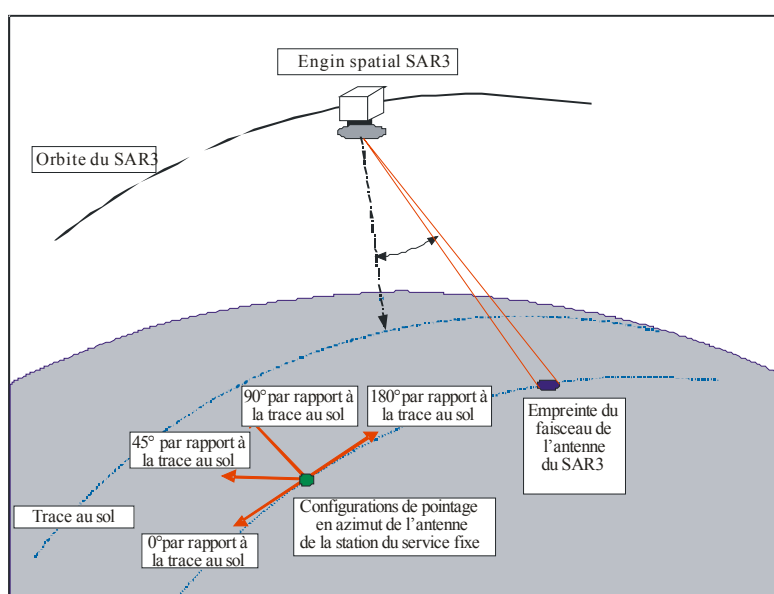 Engin spatial SAR3
Orbite du SAR3
90°par rapport à
la trace au sol
180°par rapport à
la trace au sol
45° par rapport à
la trace au sol
Empreinte du
faisceau de
l'antenne
du SAR3
Trace au sol
Configurations de pointage
en azimut de l'antenne
de la station du service fixe
0°par rapport à
la trace au sol